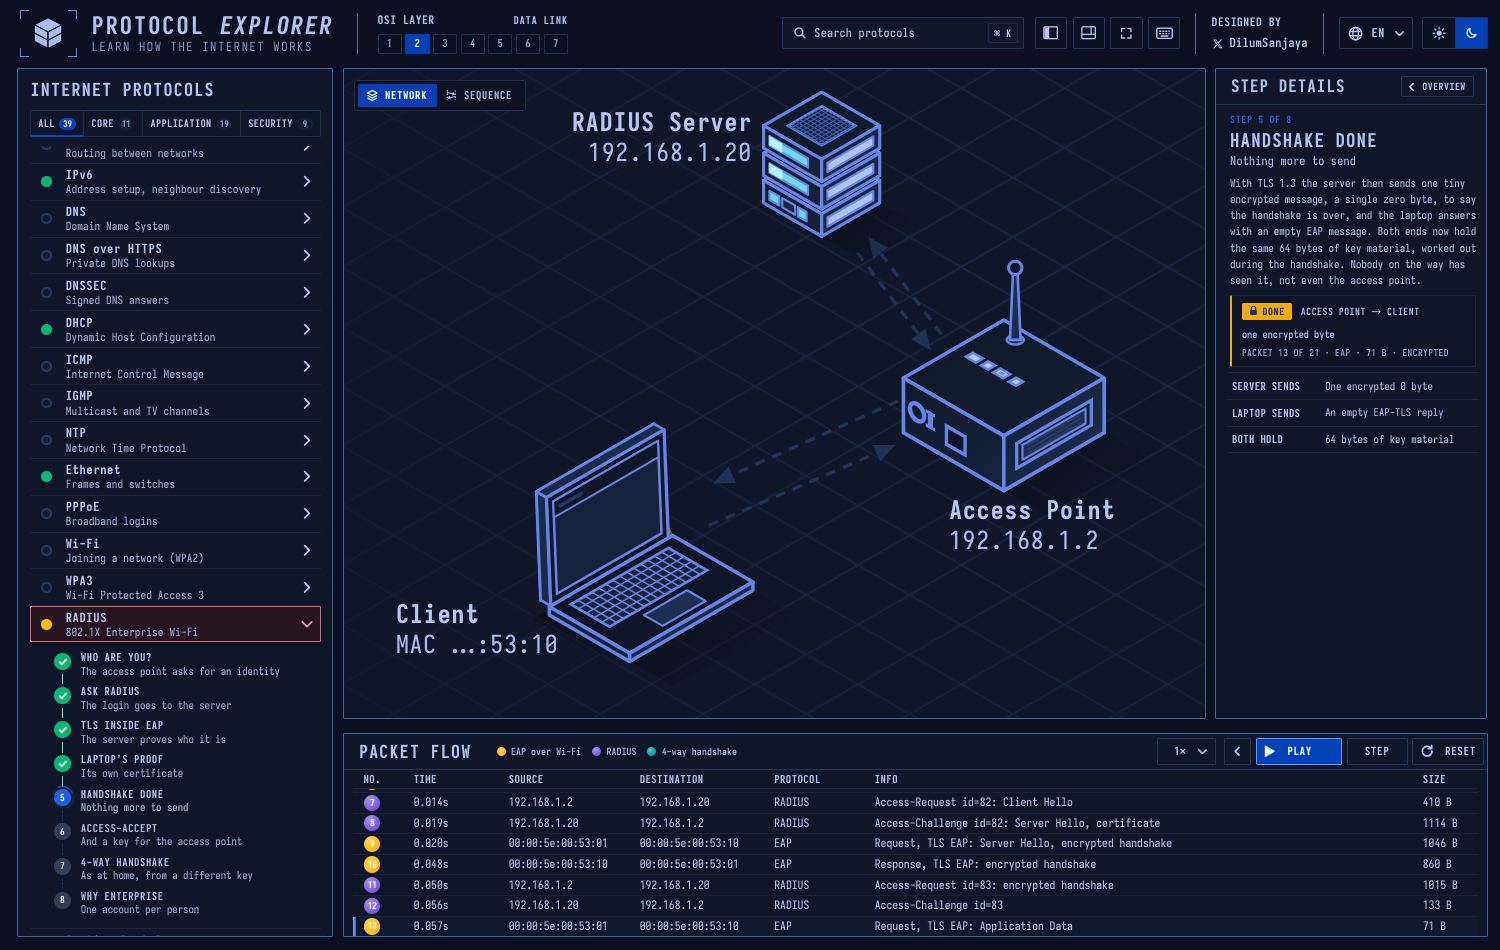 PROTOCOL EXPLORER
LEARN HOW THE INTERNET WORKS
OSI LAYER
DATA LINK
1 2 3 4 5 6 7
Search protocols
⌘ K
DESIGNED BY
DilumSanjaya
EN
INTERNET PROTOCOLS
ALL 39
CORE 11
APPLICATION 19
SECURITY 9
Routing between networks
IPv6
Address setup, neighbour discovery
DNS
Domain Name System
DNS over HTTPS
Private DNS lookups
DNSSEC
Signed DNS answers
DHCP
Dynamic Host Configuration
ICMP
Internet Control Message
IGMP
Multicast and TV channels
NTP
Network Time Protocol
Ethernet
Frames and switches
PPPoE
Broadband logins
Wi-Fi
Joining a network (WPA2)
WPA3
Wi-Fi Protected Access 3
RADIUS
802.1X Enterprise Wi-Fi
WHO ARE YOU?
The access point asks for an identity
ASK RADIUS
The login goes to the server
TLS INSIDE EAP
The server proves who it is
LAPTOP'S PROOF
Its own certificate
5 HANDSHAKE DONE
Nothing more to send
6 ACCESS-ACCEPT
And a key for the access point
7 4-WAY HANDSHAKE
As at home, from a different key
8 WHY ENTERPRISE
One account per person
NETWORK
SEQUENCE
RADIUS Server
192.168.1.20
Access Point
192.168.1.2
Client
MAC …:53:10
STEP DETAILS
OVERVIEW
STEP 5 OF 8
HANDSHAKE DONE
Nothing more to send
With TLS 1.3 the server then sends one tiny
encrypted message, a single zero byte, to say
the handshake is over, and the laptop answers
with an empty EAP message. Both ends now hold
the same 64 bytes of key material, worked out
during the handshake. Nobody on the way has
seen it, not even the access point.
DONE ACCESS POINT → CLIENT
one encrypted byte
PACKET 13 OF 21 · EAP · 71 B · ENCRYPTED
SERVER SENDS One encrypted 0 byte
LAPTOP SENDS An empty EAP-TLS reply
BOTH HOLD 64 bytes of key material
PACKET FLOW
EAP over Wi-Fi
RADIUS
4-way handshake
1×
PLAY
STEP
RESET
NO. TIME SOURCE DESTINATION PROTOCOL INFO SIZE
7 0.014s 192.168.1.2 192.168.1.20 RADIUS Access-Request id=82: Client Hello 410 B
8 0.019s 192.168.1.20 192.168.1.2 RADIUS Access-Challenge id=82: Server Hello, certificate 1114 B
9 0.020s 00:00:5e:00:53:01 00:00:5e:00:53:10 EAP Request, TLS EAP: Server Hello, encrypted handshake 1046 B
10 0.048s 00:00:5e:00:53:10 00:00:5e:00:53:01 EAP Response, TLS EAP: encrypted handshake 860 B
11 0.050s 192.168.1.2 192.168.1.20 RADIUS Access-Request id=83: encrypted handshake 1015 B
12 0.056s 192.168.1.20 192.168.1.2 RADIUS Access-Challenge id=83 133 B
13 0.057s 00:00:5e:00:53:01 00:00:5e:00:53:10 EAP Request, TLS EAP: Application Data 71 B